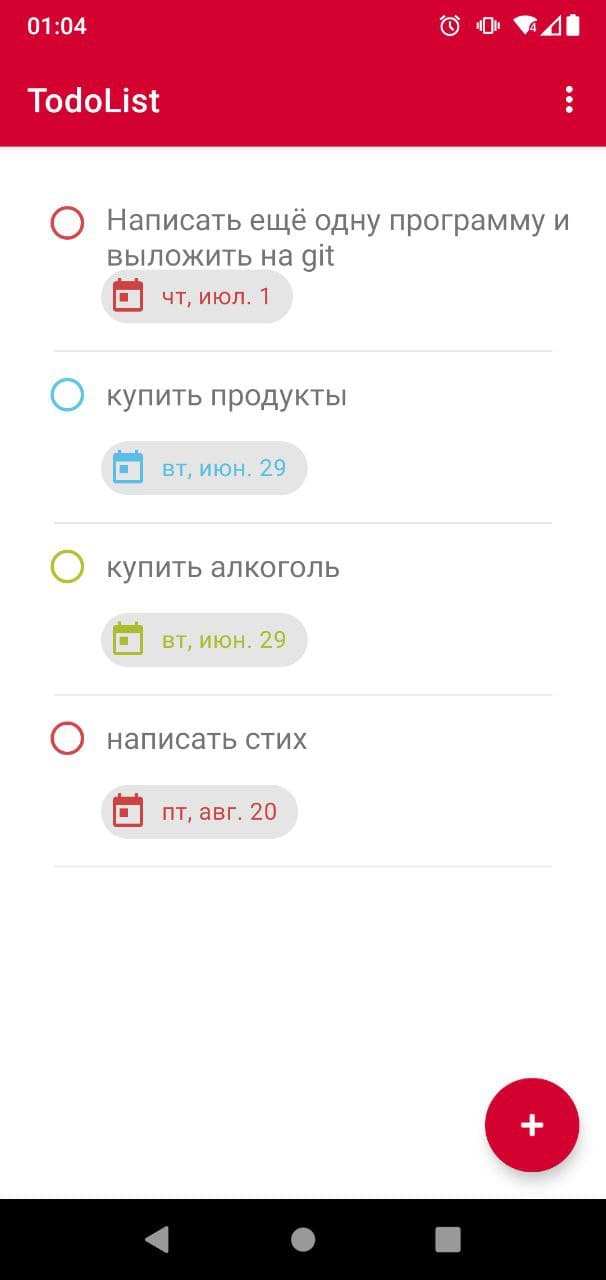 01:04
4
TodoList
Написать ещё одну программу и
выложить на git
чт, июл. 1
купить продукты
вт, июн. 29
купить алкоголь
вт, июн. 29
написать стих
пт, авг. 20
+